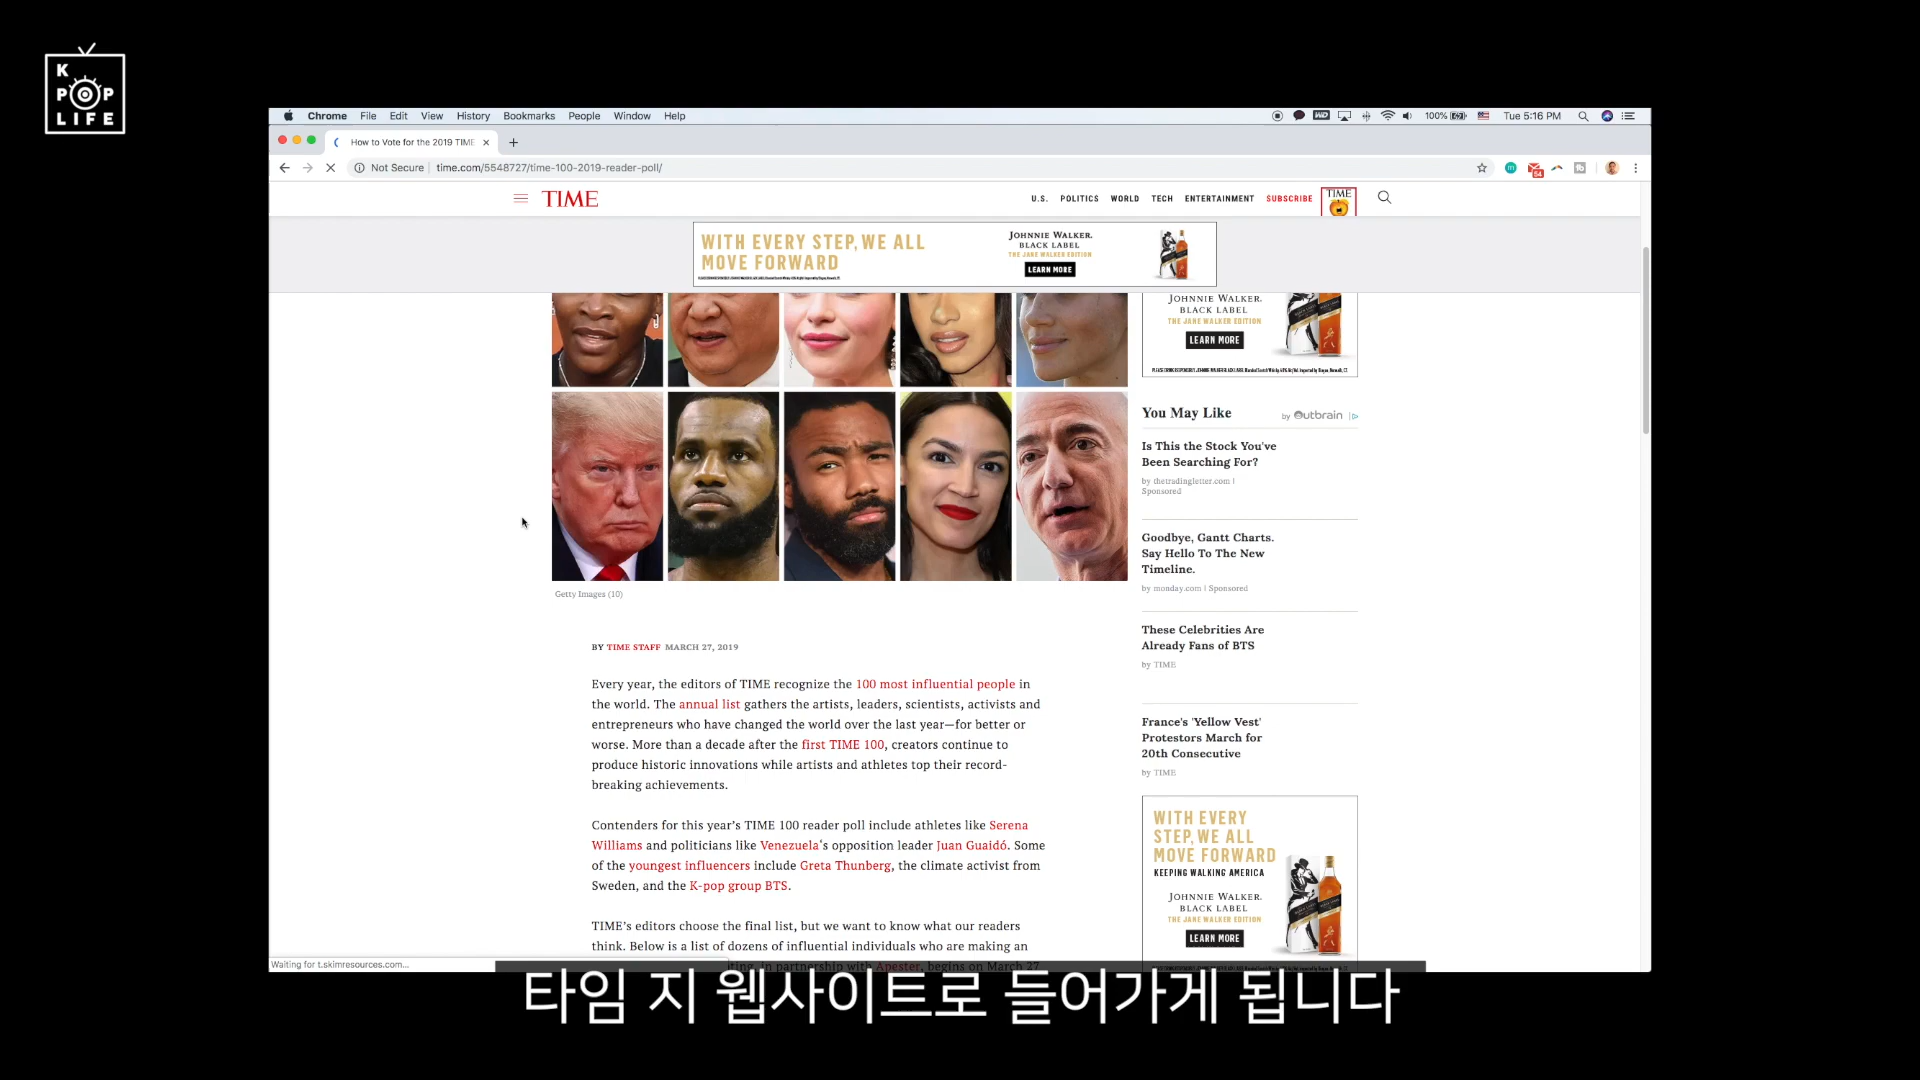 K
POP
LIFE
Chrome File Edit View History Bookmarks People Window Help
100% Tue 5:16 PM
How to Vote for the 2019 TIME
Not Secure time.com/5548727/time-100-2019-reader-poll/
54
TIME
U.S. POLITICS WORLD TECH ENTERTAINMENT SUBSCRIBE
TIME
WITH EVERY STEP, WE ALL
MOVE FORWARD
JOHNNIE WALKER.
BLACK LABEL
THE JANE WALKER EDITION
LEARN MORE
JOHNNIE WALKER.
BLACK LABEL
THE JANE WALKER EDITION
LEARN MORE
You May Like
by Outbrain
Is This the Stock You've
Been Searching For?
by thetradingletter.com |
Sponsored
Goodbye, Gantt Charts.
Say Hello To The New
Timeline.
by monday.com | Sponsored
These Celebrities Are
Already Fans of BTS
by TIME
France's 'Yellow Vest'
Protestors March for
20th Consecutive
by TIME
WITH EVERY
STEP, WE ALL
MOVE FORWARD
KEEPING WALKING AMERICA
JOHNNIE WALKER.
BLACK LABEL
THE JANE WALKER EDITION
LEARN MORE
Getty Images (10)
BY TIME STAFF MARCH 27, 2019
Every year, the editors of TIME recognize the 100 most influential people in
the world. The annual list gathers the artists, leaders, scientists, activists and
entrepreneurs who have changed the world over the last year—for better or
worse. More than a decade after the first TIME 100, creators continue to
produce historic innovations while artists and athletes top their record-
breaking achievements.
Contenders for this year's TIME 100 reader poll include athletes like Serena
Williams and politicians like Venezuela's opposition leader Juan Guaidó. Some
of the youngest influencers include Greta Thunberg, the climate activist from
Sweden, and the K-pop group BTS.
TIME's editors choose the final list, but we want to know what our readers
think. Below is a list of dozens of influential individuals who are making an
in partnership with Apester, begins on March 27
Waiting for t.skimresources.com...
타임 지 웹사이트로 들어가게 됩니다